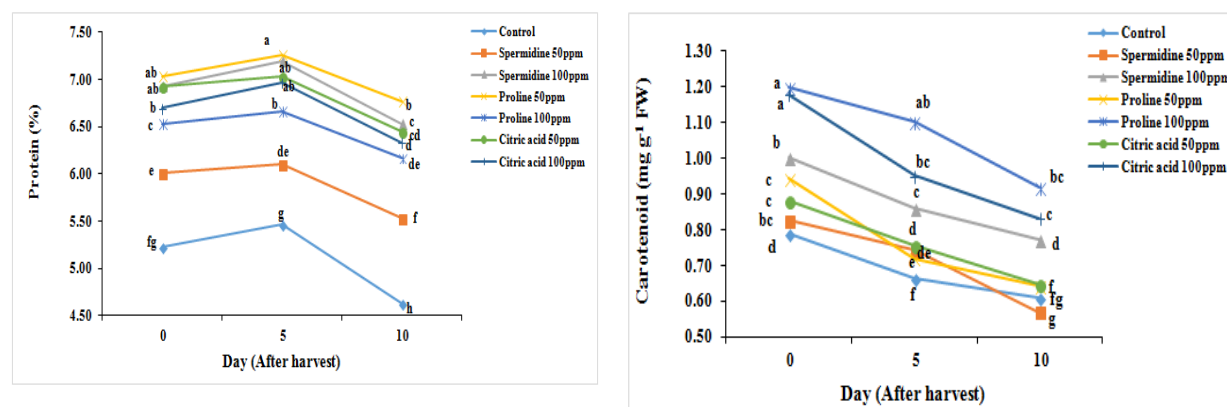 7.50
7.00
6.50
6.00
5.50
5.00
4.50
Protein (%)
ab
ab
b
c
e
fg
a
ab
ab
b
de
g
b
c
cd
d
de
f
h
0 5 10
Day (After harvest)
Control
Spermidine 50ppm
Spermidine 100ppm
Proline 50ppm
Proline 100ppm
Citric acid 50ppm
Citric acid 100ppm
1.30
1.20
1.10
1.00
0.90
0.80
0.70
0.60
0.50
Carotenoid (mg g¹ FW)
a
a
b
c
c
bc
d
ab
bc
c
d
de
e
f
bc
c
d
f
fg
g
0 5 10
Day (After harvest)
Control
Spermidine 50ppm
Spermidine 100ppm
Proline 50ppm
Proline 100ppm
Citric acid 50ppm
Citric acid 100ppm